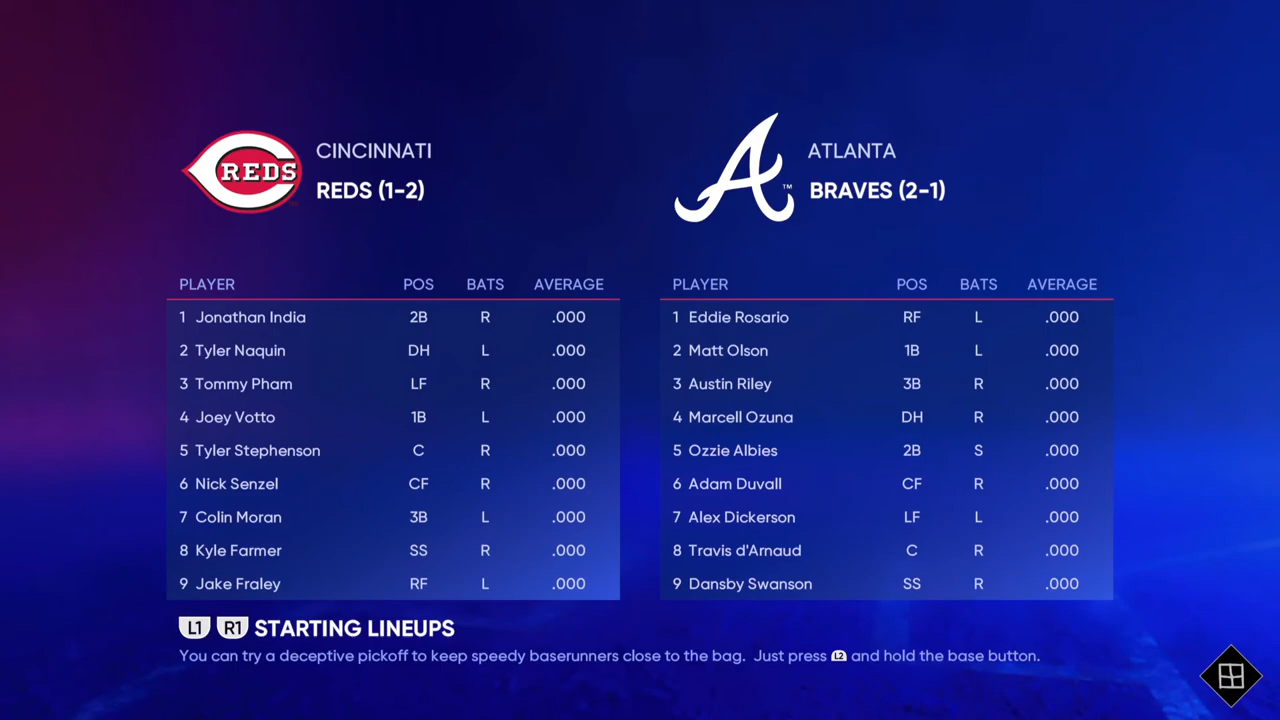 REDS
CINCINNATI
REDS (1-2)
A ™
ATLANTA
BRAVES (2-1)
PLAYER POS BATS AVERAGE
1 Jonathan India 2B R .000
2 Tyler Naquin DH L .000
3 Tommy Pham LF R .000
4 Joey Votto 1B L .000
5 Tyler Stephenson C R .000
6 Nick Senzel CF R .000
7 Colin Moran 3B L .000
8 Kyle Farmer SS R .000
9 Jake Fraley RF L .000
PLAYER POS BATS AVERAGE
1 Eddie Rosario RF L .000
2 Matt Olson 1B L .000
3 Austin Riley 3B R .000
4 Marcell Ozuna DH R .000
5 Ozzie Albies 2B S .000
6 Adam Duvall CF R .000
7 Alex Dickerson LF L .000
8 Travis d'Arnaud C R .000
9 Dansby Swanson SS R .000
L1 R1 STARTING LINEUPS
You can try a deceptive pickoff to keep speedy baserunners close to the bag. Just press L2 and hold the base button.